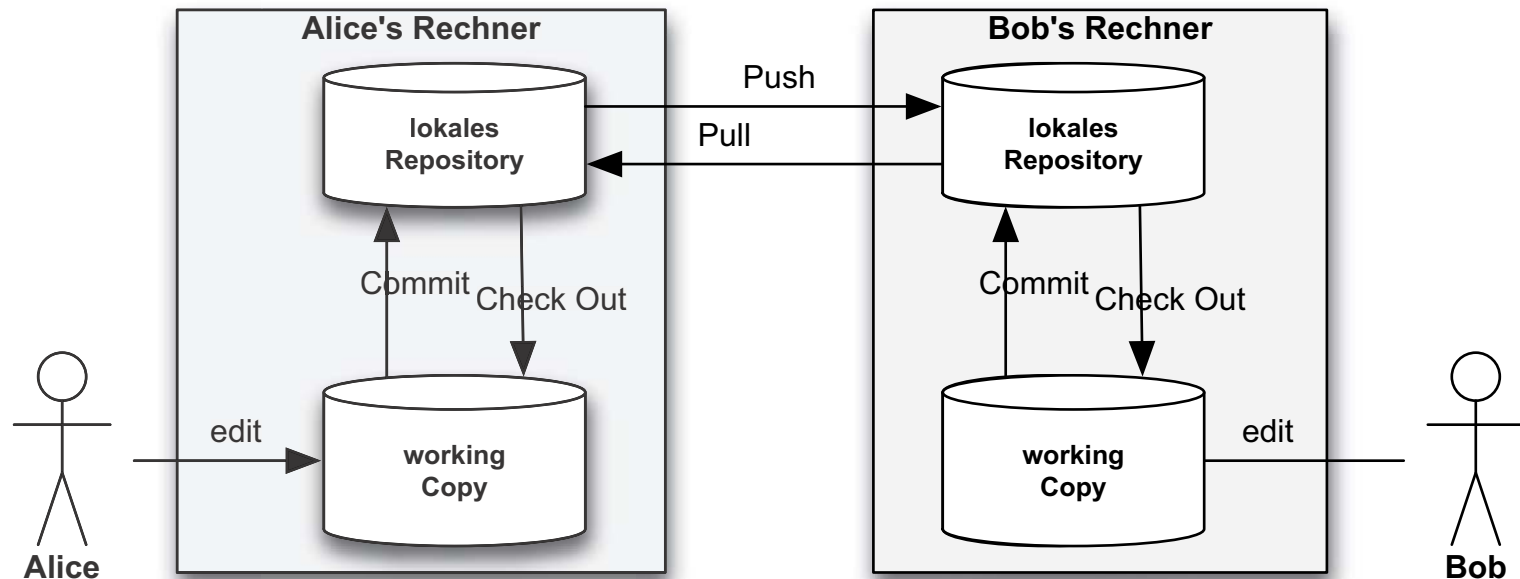 Alice's Rechner
Bob's Rechner
Push
lokales
Repository
lokales
Repository
Pull
Commit
Check Out
Commit
Check Out
edit
working
Copy
working
Copy
edit
Alice
Bob